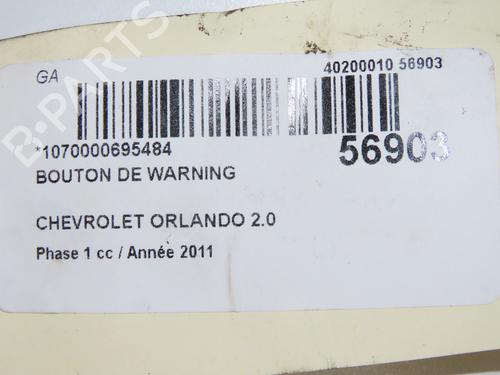 GA
40200010 56903
*1070000695484
56903
BOUTON DE WARNING
CHEVROLET ORLANDO 2.0
Phase 1 cc / Année 2011
B-PARTS